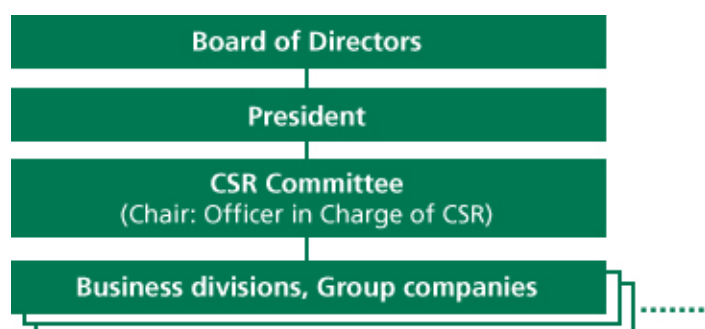 Board of Directors
President
CSR Committee
(Chair: Officer in Charge of CSR)
Business divisions, Group companies